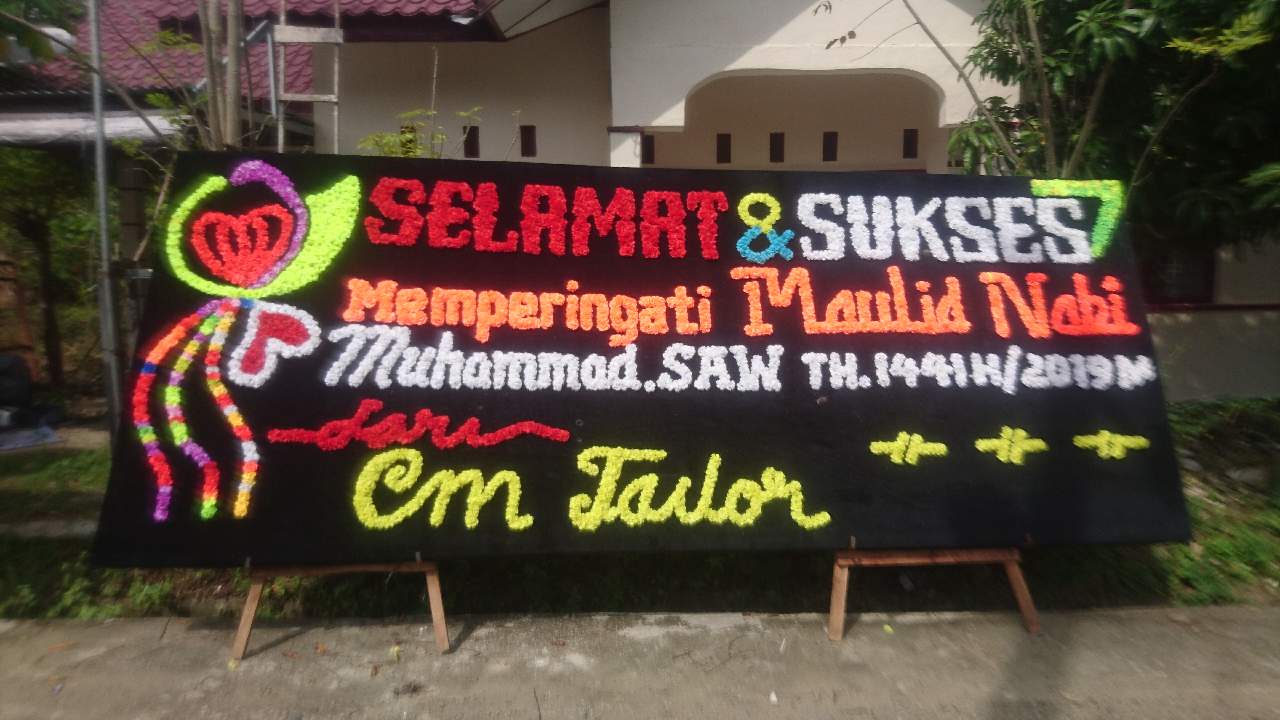 SELAMAT & SUKSES
Memperingati Maulid Nabi
Muhammad.SAW TH.1441H/2019M
dari
Cm Tailor